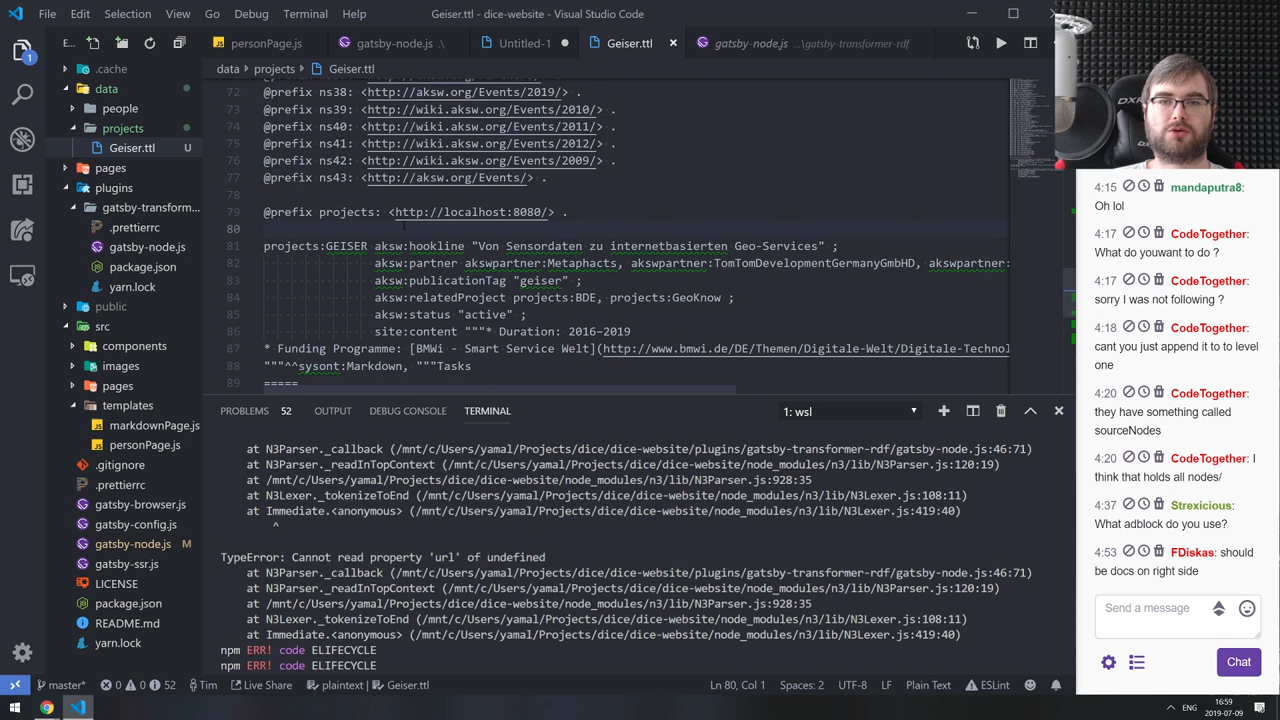 File Edit Selection View Go Debug Terminal Help
Geiser.ttl - dice-website - Visual Studio Code
E...
personPage.js
gatsby-node.js .\
Untitled-1
Geiser.ttl
gatsby-node.js ...\gatsby-transformer-rdf
data > projects > Geiser.ttl
1
.cache
data
people
projects
Geiser.ttl U
pages
plugins
gatsby-transform...
.prettierrc
gatsby-node.js
package.json
yarn.lock
public
src
components
images
pages
templates
markdownPage.js
personPage.js
.gitignore
.prettierrc
gatsby-browser.js
gatsby-config.js
gatsby-node.js M
gatsby-ssr.js
LICENSE
package.json
README.md
yarn.lock
72 @prefix ns38: <http://aksw.org/Events/2019/> .
73 @prefix ns39: <http://wiki.aksw.org/Events/2010/> .
74 @prefix ns40: <http://wiki.aksw.org/Events/2011/> .
75 @prefix ns41: <http://wiki.aksw.org/Events/2012/> .
76 @prefix ns42: <http://wiki.aksw.org/Events/2009/> .
77 @prefix ns43: <http://wiki.aksw.org/Events/> .
78
79 @prefix projects: <http://localhost:8080/> .
80
81 projects:GEISER aksw:hookline "Von Sensordaten zu internetbasierten Geo-Services" ;
82 aksw:partner akswpartner:Metaphacts, akswpartner:TomTomDevelopmentGermanyGmbHD, akswpartner:
83 aksw:publicationTag "geiser" ;
84 aksw:relatedProject projects:BDE, projects:GeoKnow ;
85 aksw:status "active" ;
86 site:content """* Duration: 2016-2019
87 * Funding Programme: [BMWi - Smart Service Welt](http://www.bmwi.de/DE/Themen/Digitale-Welt/Digitale-Technol
88 """^^sysont:Markdown, """Tasks
89 =====
PROBLEMS 52 OUTPUT DEBUG CONSOLE TERMINAL
1: wsl
at N3Parser._callback (/mnt/c/Users/yamal/Projects/dice/dice-website/plugins/gatsby-transformer-rdf/gatsby-node.js:46:71)
at N3Parser._readInTopContext (/mnt/c/Users/yamal/Projects/dice/dice-website/node_modules/n3/lib/N3Parser.js:120:19)
at /mnt/c/Users/yamal/Projects/dice/dice-website/node_modules/n3/lib/N3Parser.js:928:35
at N3Lexer._tokenizeToEnd (/mnt/c/Users/yamal/Projects/dice/dice-website/node_modules/n3/lib/N3Lexer.js:108:11)
at Immediate.<anonymous> (/mnt/c/Users/yamal/Projects/dice/dice-website/node_modules/n3/lib/N3Lexer.js:419:40)
^
TypeError: Cannot read property 'url' of undefined
at N3Parser._callback (/mnt/c/Users/yamal/Projects/dice/dice-website/plugins/gatsby-transformer-rdf/gatsby-node.js:46:71)
at N3Parser._readInTopContext (/mnt/c/Users/yamal/Projects/dice/dice-website/node_modules/n3/lib/N3Parser.js:120:19)
at /mnt/c/Users/yamal/Projects/dice/dice-website/node_modules/n3/lib/N3Parser.js:928:35
at N3Lexer._tokenizeToEnd (/mnt/c/Users/yamal/Projects/dice/dice-website/node_modules/n3/lib/N3Lexer.js:108:11)
at Immediate.<anonymous> (/mnt/c/Users/yamal/Projects/dice/dice-website/node_modules/n3/lib/N3Lexer.js:419:40)
npm ERR! code ELIFECYCLE
npm ERR! code ELIFECYCLE
master* 0 0 52 Tim Live Share plaintext | Geiser.ttl
Ln 80, Col 1 Spaces: 2 UTF-8 LF Plain Text ESLint
4:15 mandaputra8:
Oh lol
4:17 CodeTogether:
What do youwant to do ?
4:17 CodeTogether:
sorry I was not following ?
4:18 CodeTogether:
cant you just append it to to level
one
4:20 CodeTogether:
they have something called
sourceNodes
4:20 CodeTogether: I
think that holds all nodes/
4:37 Strexicious:
What adblock do you use?
4:53 FDiskas: should
be docs on right side
Send a message
Chat
ENG
16:59
2019-07-09